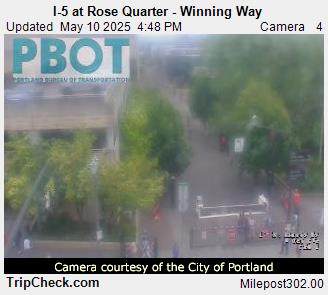 I-5 at Rose Quarter - Winning Way
Updated May 10 2025 4:48 PM Camera 4
PBOT
PORTLAND BUREAU OF TRANSPORTATION
Camera courtesy of the City of Portland
TripCheck.com Milepost302.00